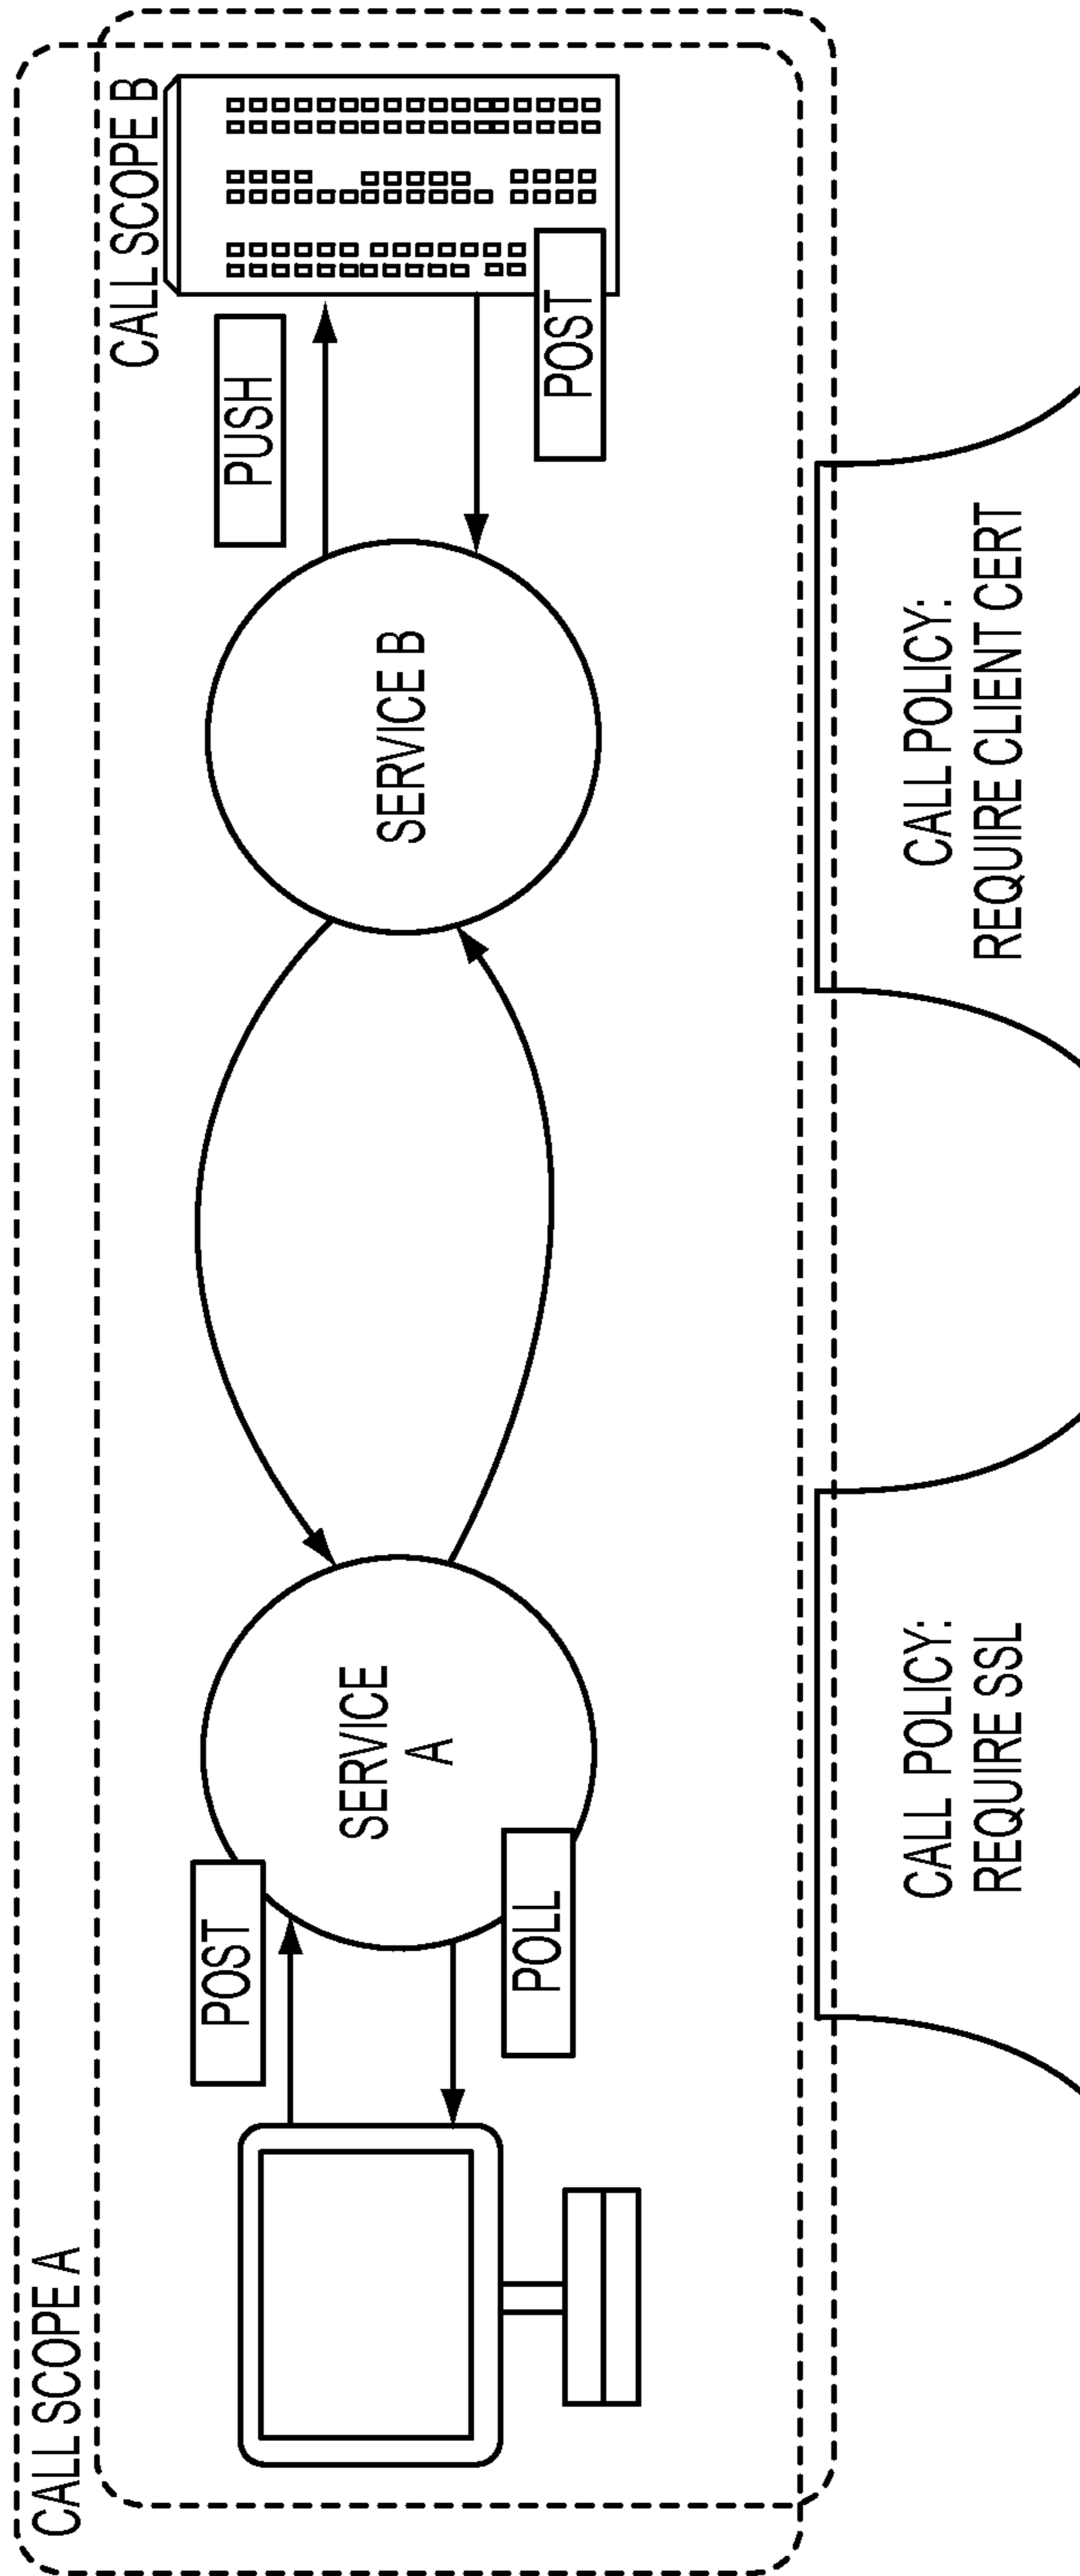 CALL SCOPE A
CALL SCOPE B
POST
SERVICE
A
POLL
SERVICE B
PUSH
POST
CALL POLICY:
REQUIRE SSL
CALL POLICY:
REQUIRE CLIENT CERT